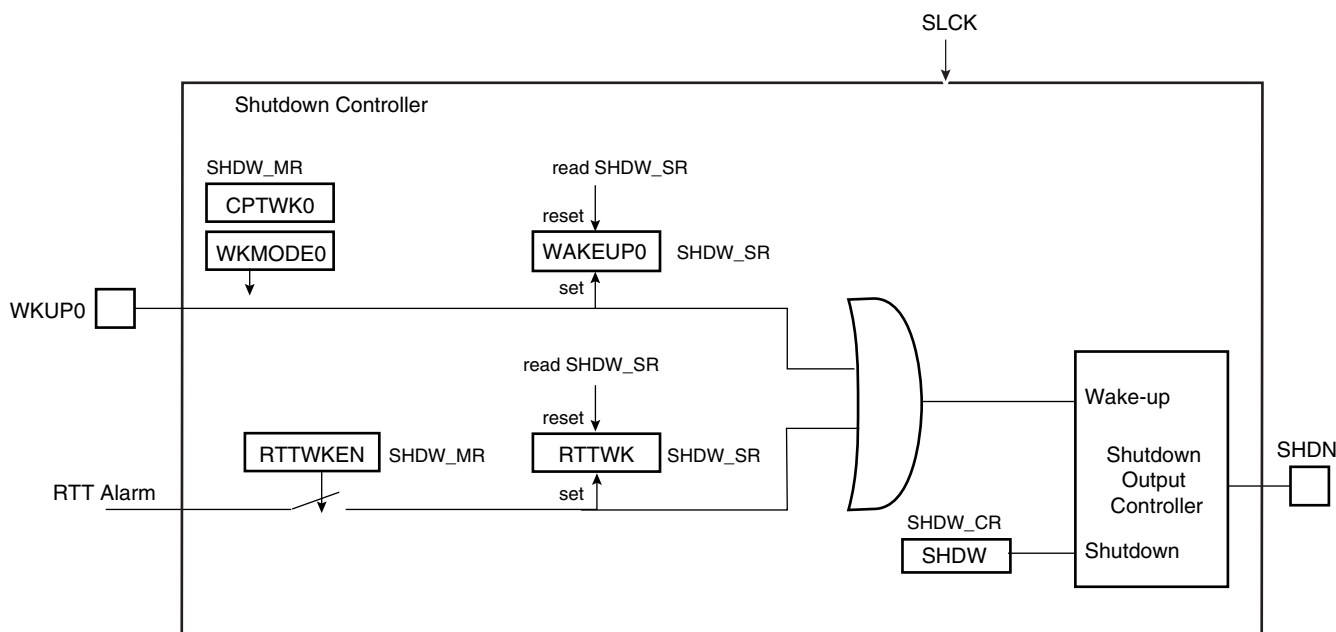 SLCK
Shutdown Controller
SHDW_MR
CPTWK0
WKMODE0
read SHDW_SR
reset
WAKEUP0
SHDW_SR
set
WKUP0
read SHDW_SR
reset
RTTWKEN
SHDW_MR
RTTWK
SHDW_SR
set
RTT Alarm
Wake-up
Shutdown
Output
Controller
SHDN
SHDW_CR
SHDW
Shutdown